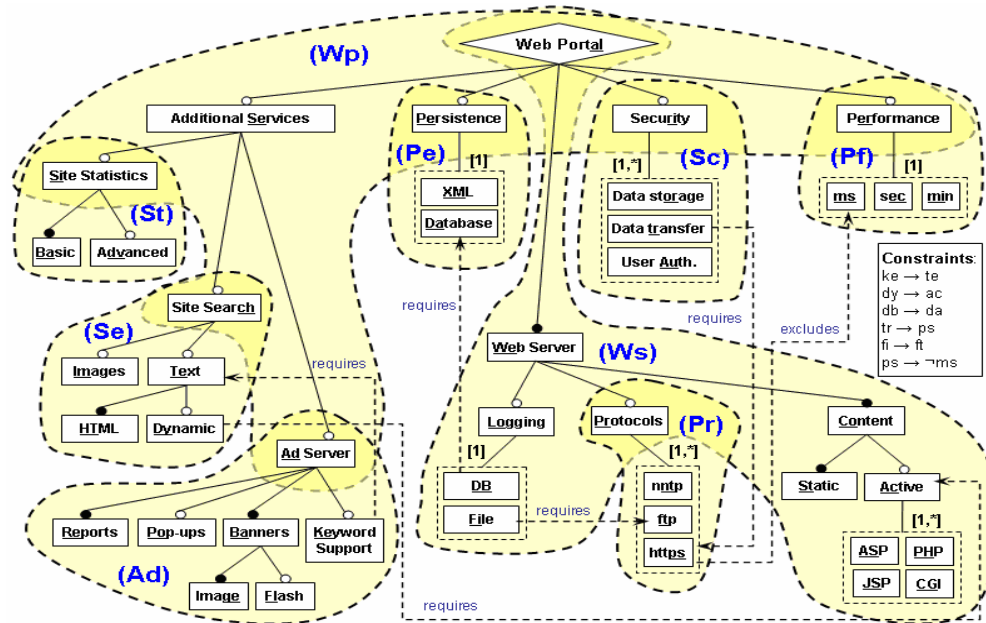 Web Portal
(Wp)
Additional Services
Persistence
Security
Performance
(Pe)
[1]
[1,*]
(Sc)
(Pf)
[1]
Site Statistics
XML
Database
Data storage
Data transfer
User Auth.
ms
sec
min
(St)
Basic
Advanced
Constraints:
ke → te
dy → ac
db → da
tr → ps
fi → ft
ps → ¬ms
requires
requires
excludes
Site Search
(Se)
Images
Text
requires
Web Server
(Ws)
HTML
Dynamic
Logging
Protocols
(Pr)
Content
Ad Server
[1]
[1,*]
DB
File
requires
nntp
ftp
https
Static
Active
Reports
Pop-ups
Banners
Keyword
Support
[1,*]
ASP
PHP
JSP
CGI
(Ad)
Image
Flash
requires